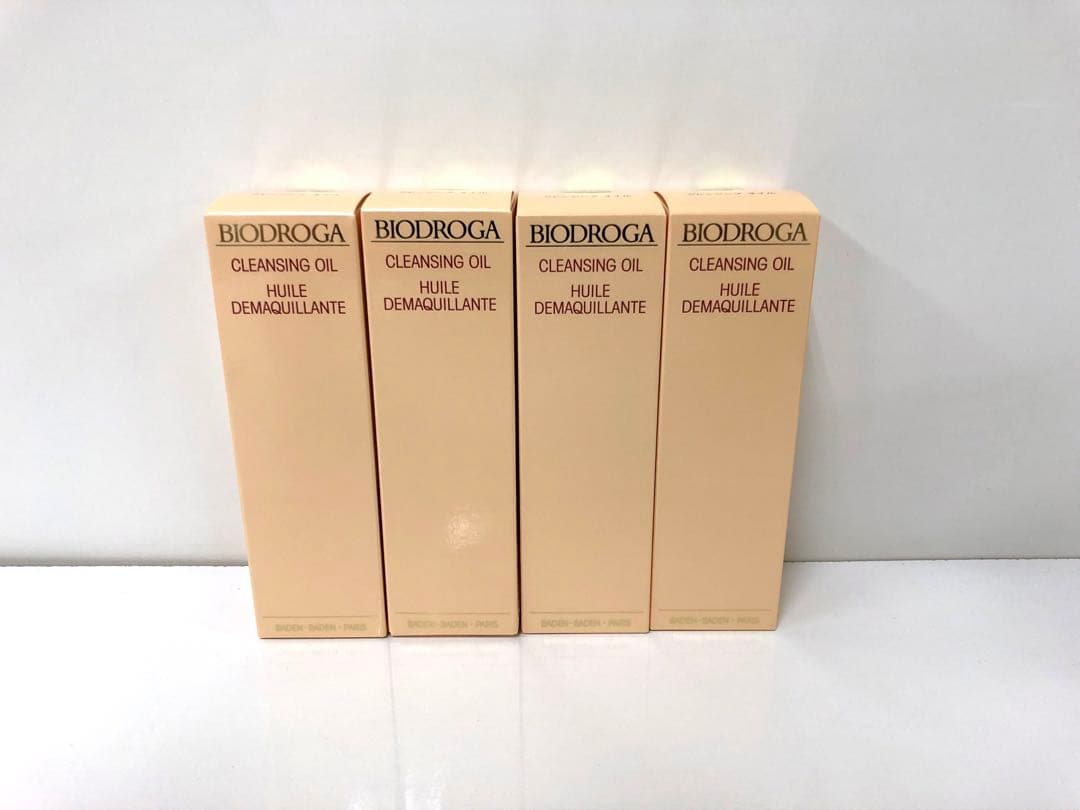 BIODROGA
CLEANSING OIL
HUILE
DEMAQUILLANTE
BADEN-BADEN · PARIS
BIODROGA
CLEANSING OIL
HUILE
DEMAQUILLANTE
BADEN-BADEN · PARIS
BIODROGA
CLEANSING OIL
HUILE
DEMAQUILLANTE
BADEN-BADEN · PARIS
BIODROGA
CLEANSING OIL
HUILE
DEMAQUILLANTE
BADEN-BADEN · PARIS